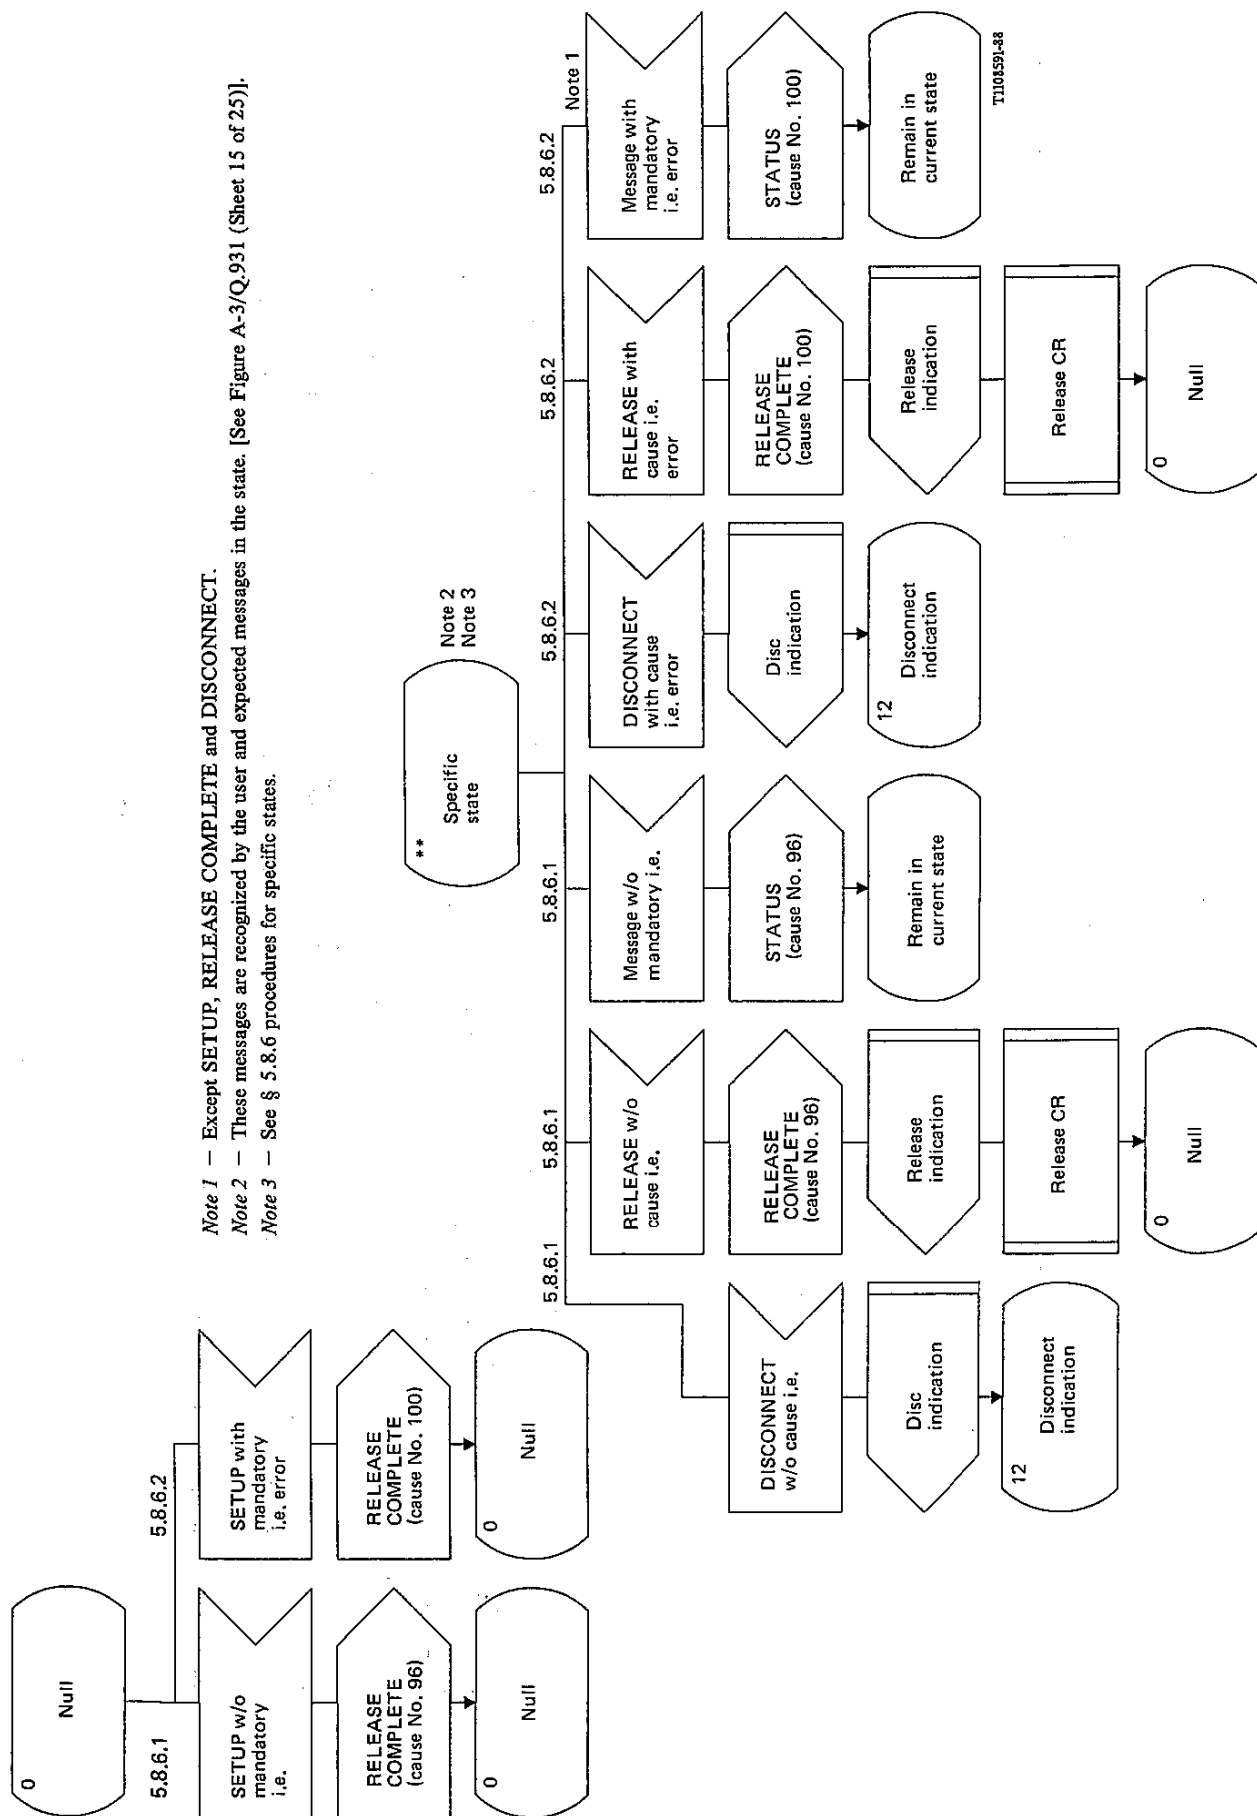 0
Null
5.8.6.1
5.8.6.2
SETUP w/o
mandatory
i.e.
SETUP with
mandatory
i.e. error
RELEASE
COMPLETE
(cause No. 96)
RELEASE
COMPLETE
(cause No. 100)
0
Null
0
Null
Note 1 — Except SETUP, RELEASE COMPLETE and DISCONNECT.
Note 2 — These messages are recognized by the user and expected messages in the state. [See Figure A-3/Q.931 (Sheet 15 of 25)].
Note 3 — See § 5.8.6 procedures for specific states.
**
Specific
state
Note 2
Note 3
5.8.6.1
5.8.6.1
5.8.6.1
5.8.6.2
5.8.6.2
5.8.6.2
Note 1
DISCONNECT
w/o cause i.e.
Disc
indication
12
Disconnect
indication
RELEASE w/o
cause i.e.
RELEASE
COMPLETE
(cause No. 96)
Release
indication
Release CR
0
Null
Message w/o
mandatory i.e.
STATUS
(cause No. 96)
Remain in
current state
DISCONNECT
with cause
i.e. error
Disc
indication
12
Disconnect
indication
RELEASE with
cause i.e.
error
RELEASE
COMPLETE
(cause No. 100)
Release
indication
Release CR
0
Null
Message with
mandatory
i.e. error
STATUS
(cause No. 100)
Remain in
current state
T1108591-88